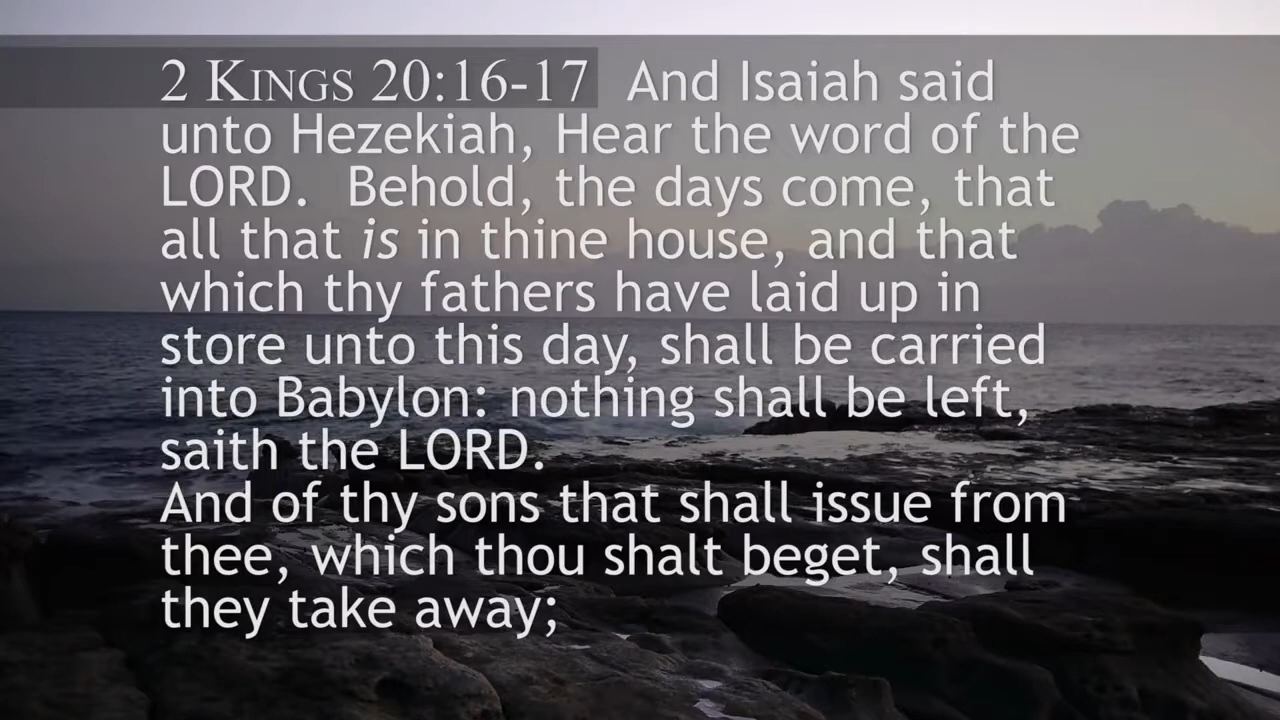 2 KINGS 20:16-17 And Isaiah said
unto Hezekiah, Hear the word of the
LORD. Behold, the days come, that
all that is in thine house, and that
which thy fathers have laid up in
store unto this day, shall be carried
into Babylon: nothing shall be left,
saith the LORD.
And of thy sons that shall issue from
thee, which thou shalt beget, shall
they take away;